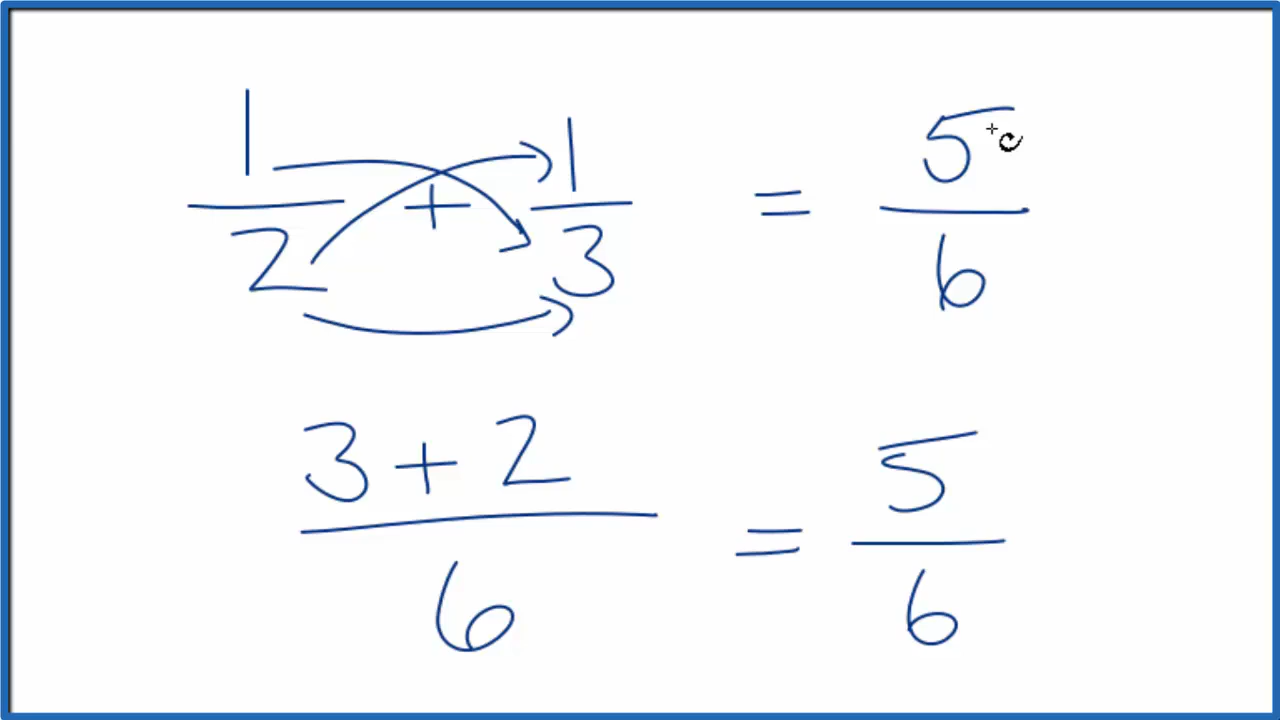 1/2 + 1/3 = 5/6
3 + 2/6 = 5/6